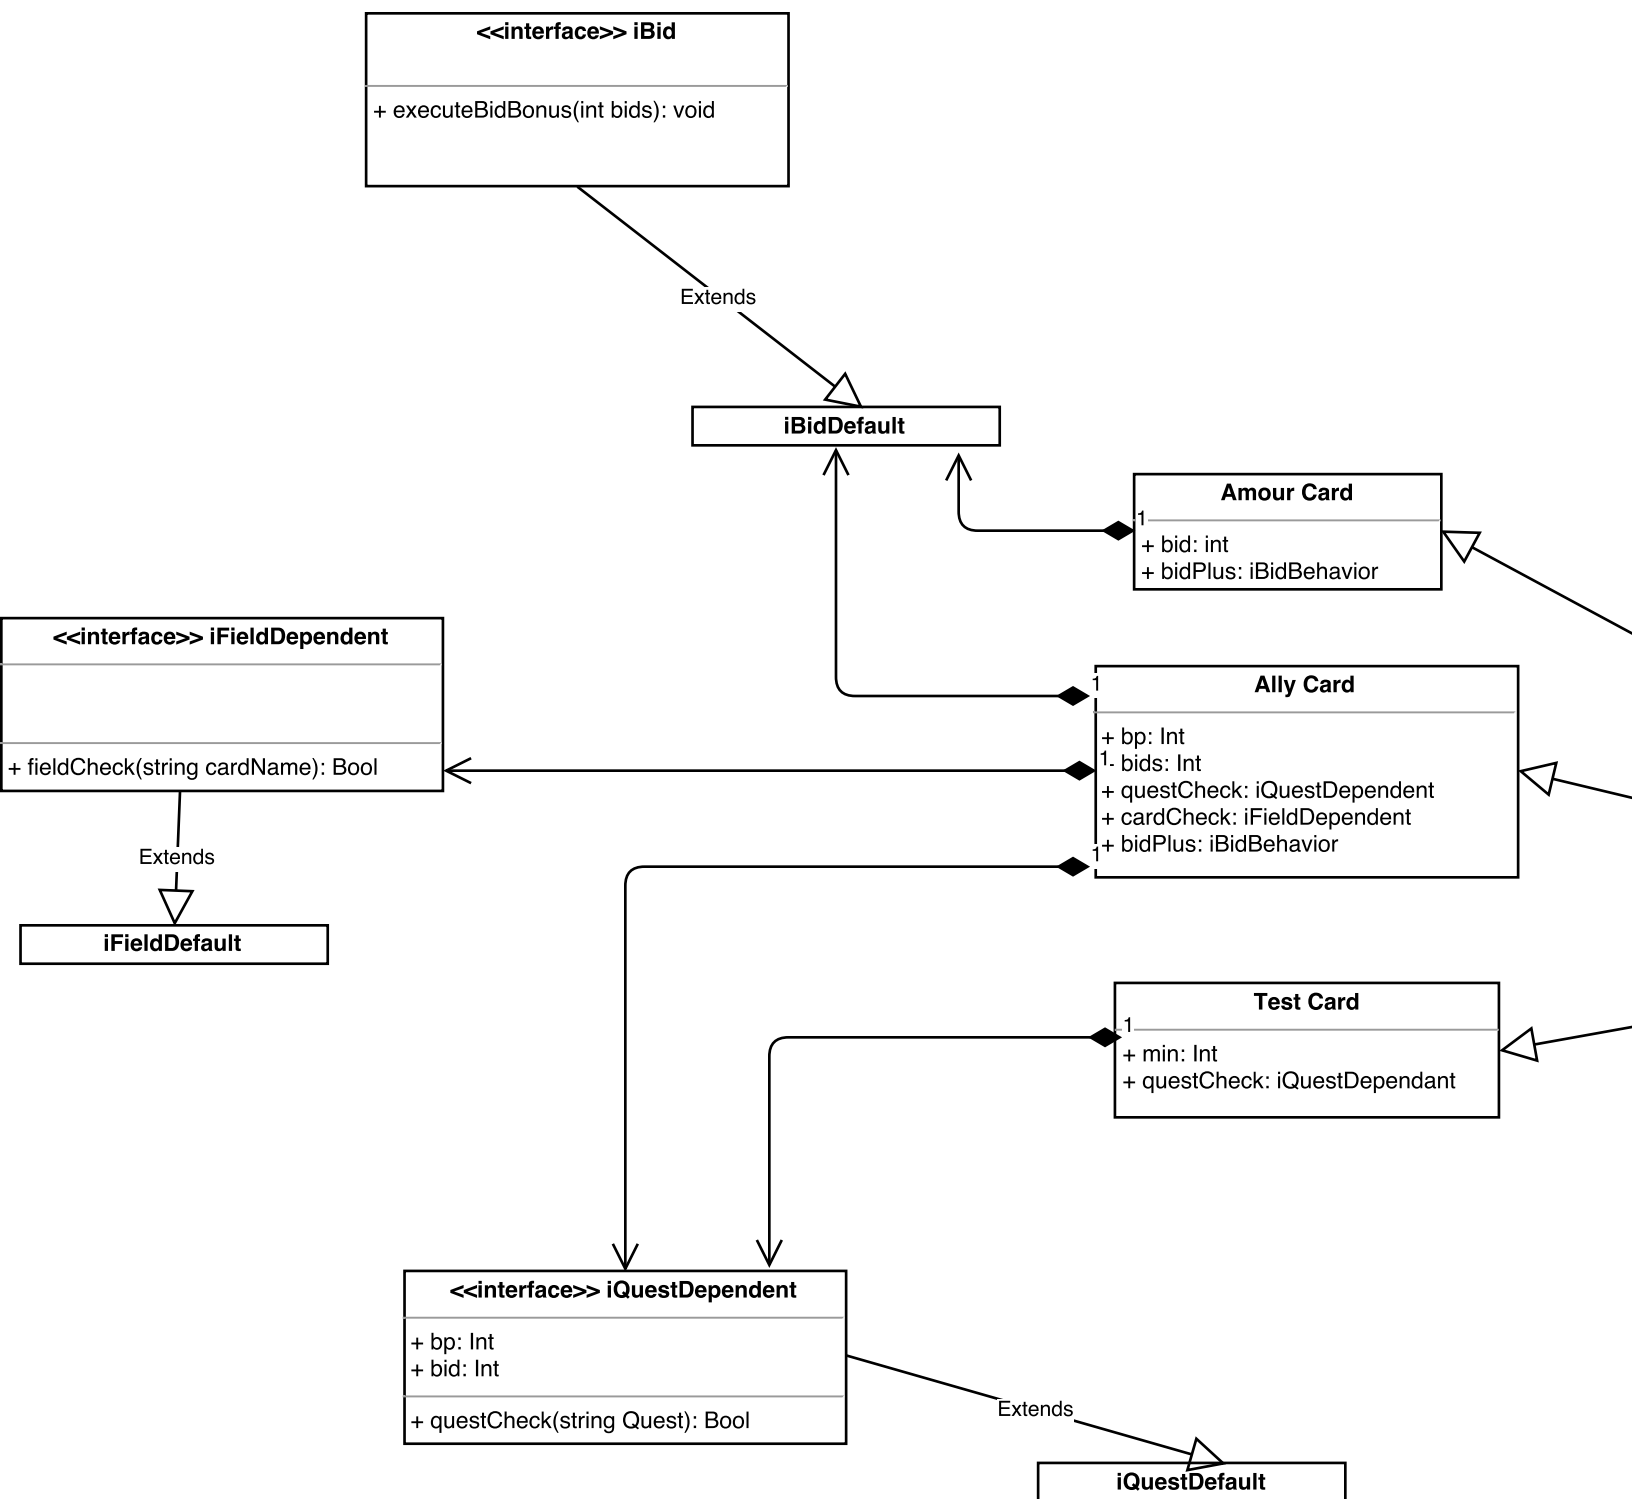 <<interface>> iBid
+ executeBidBonus(int bids): void
Extends
iBidDefault
Amour Card
1
+ bid: int
+ bidPlus: iBidBehavior
<<interface>> iFieldDependent
+ fieldCheck(string cardName): Bool
Extends
iFieldDefault
Ally Card
1
+ bp: Int
1
- bids: Int
+ questCheck: iQuestDependent
+ cardCheck: iFieldDependent
+ bidPlus: iBidBehavior
1
Test Card
1
+ min: Int
+ questCheck: iQuestDependant
<<interface>> iQuestDependent
+ bp: Int
+ bid: Int
+ questCheck(string Quest): Bool
Extends
iQuestDefault